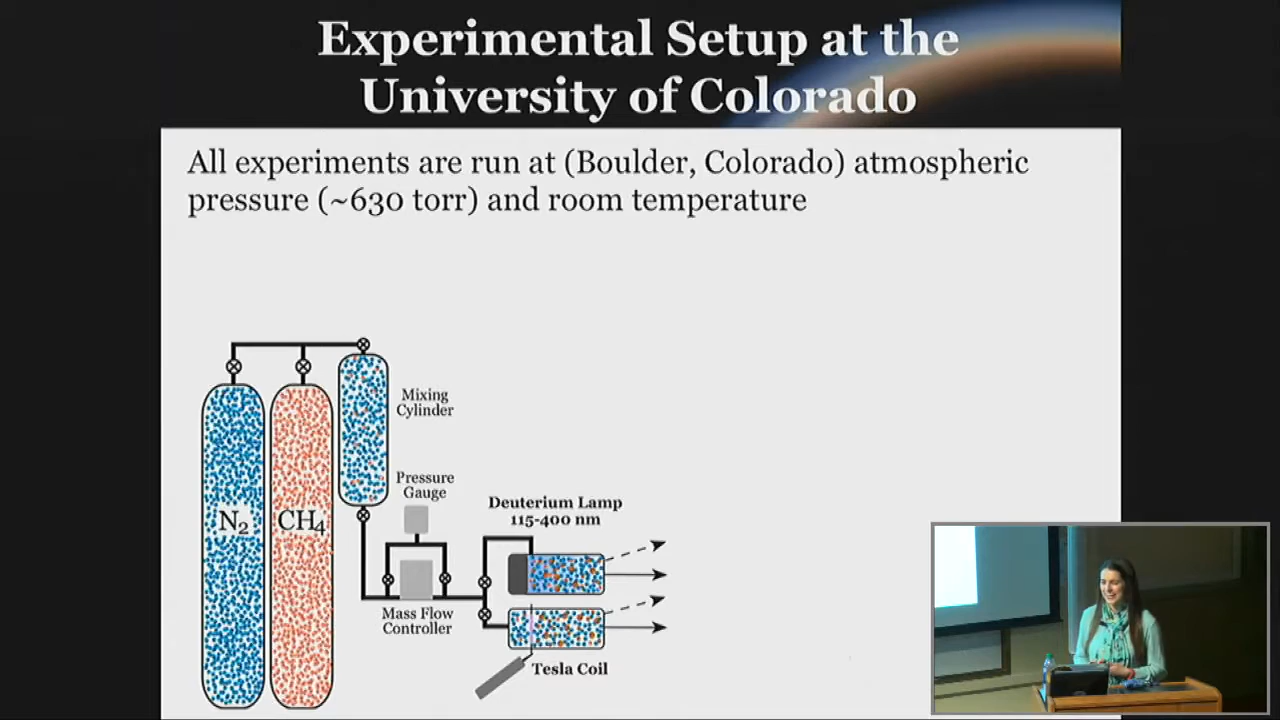 Experimental Setup at the
University of Colorado
All experiments are run at (Boulder, Colorado) atmospheric
pressure (~630 torr) and room temperature
Mixing
Cylinder
Pressure
Gauge
Deuterium Lamp
115-400 nm
N2
CH4
Mass Flow
Controller
Tesla Coil